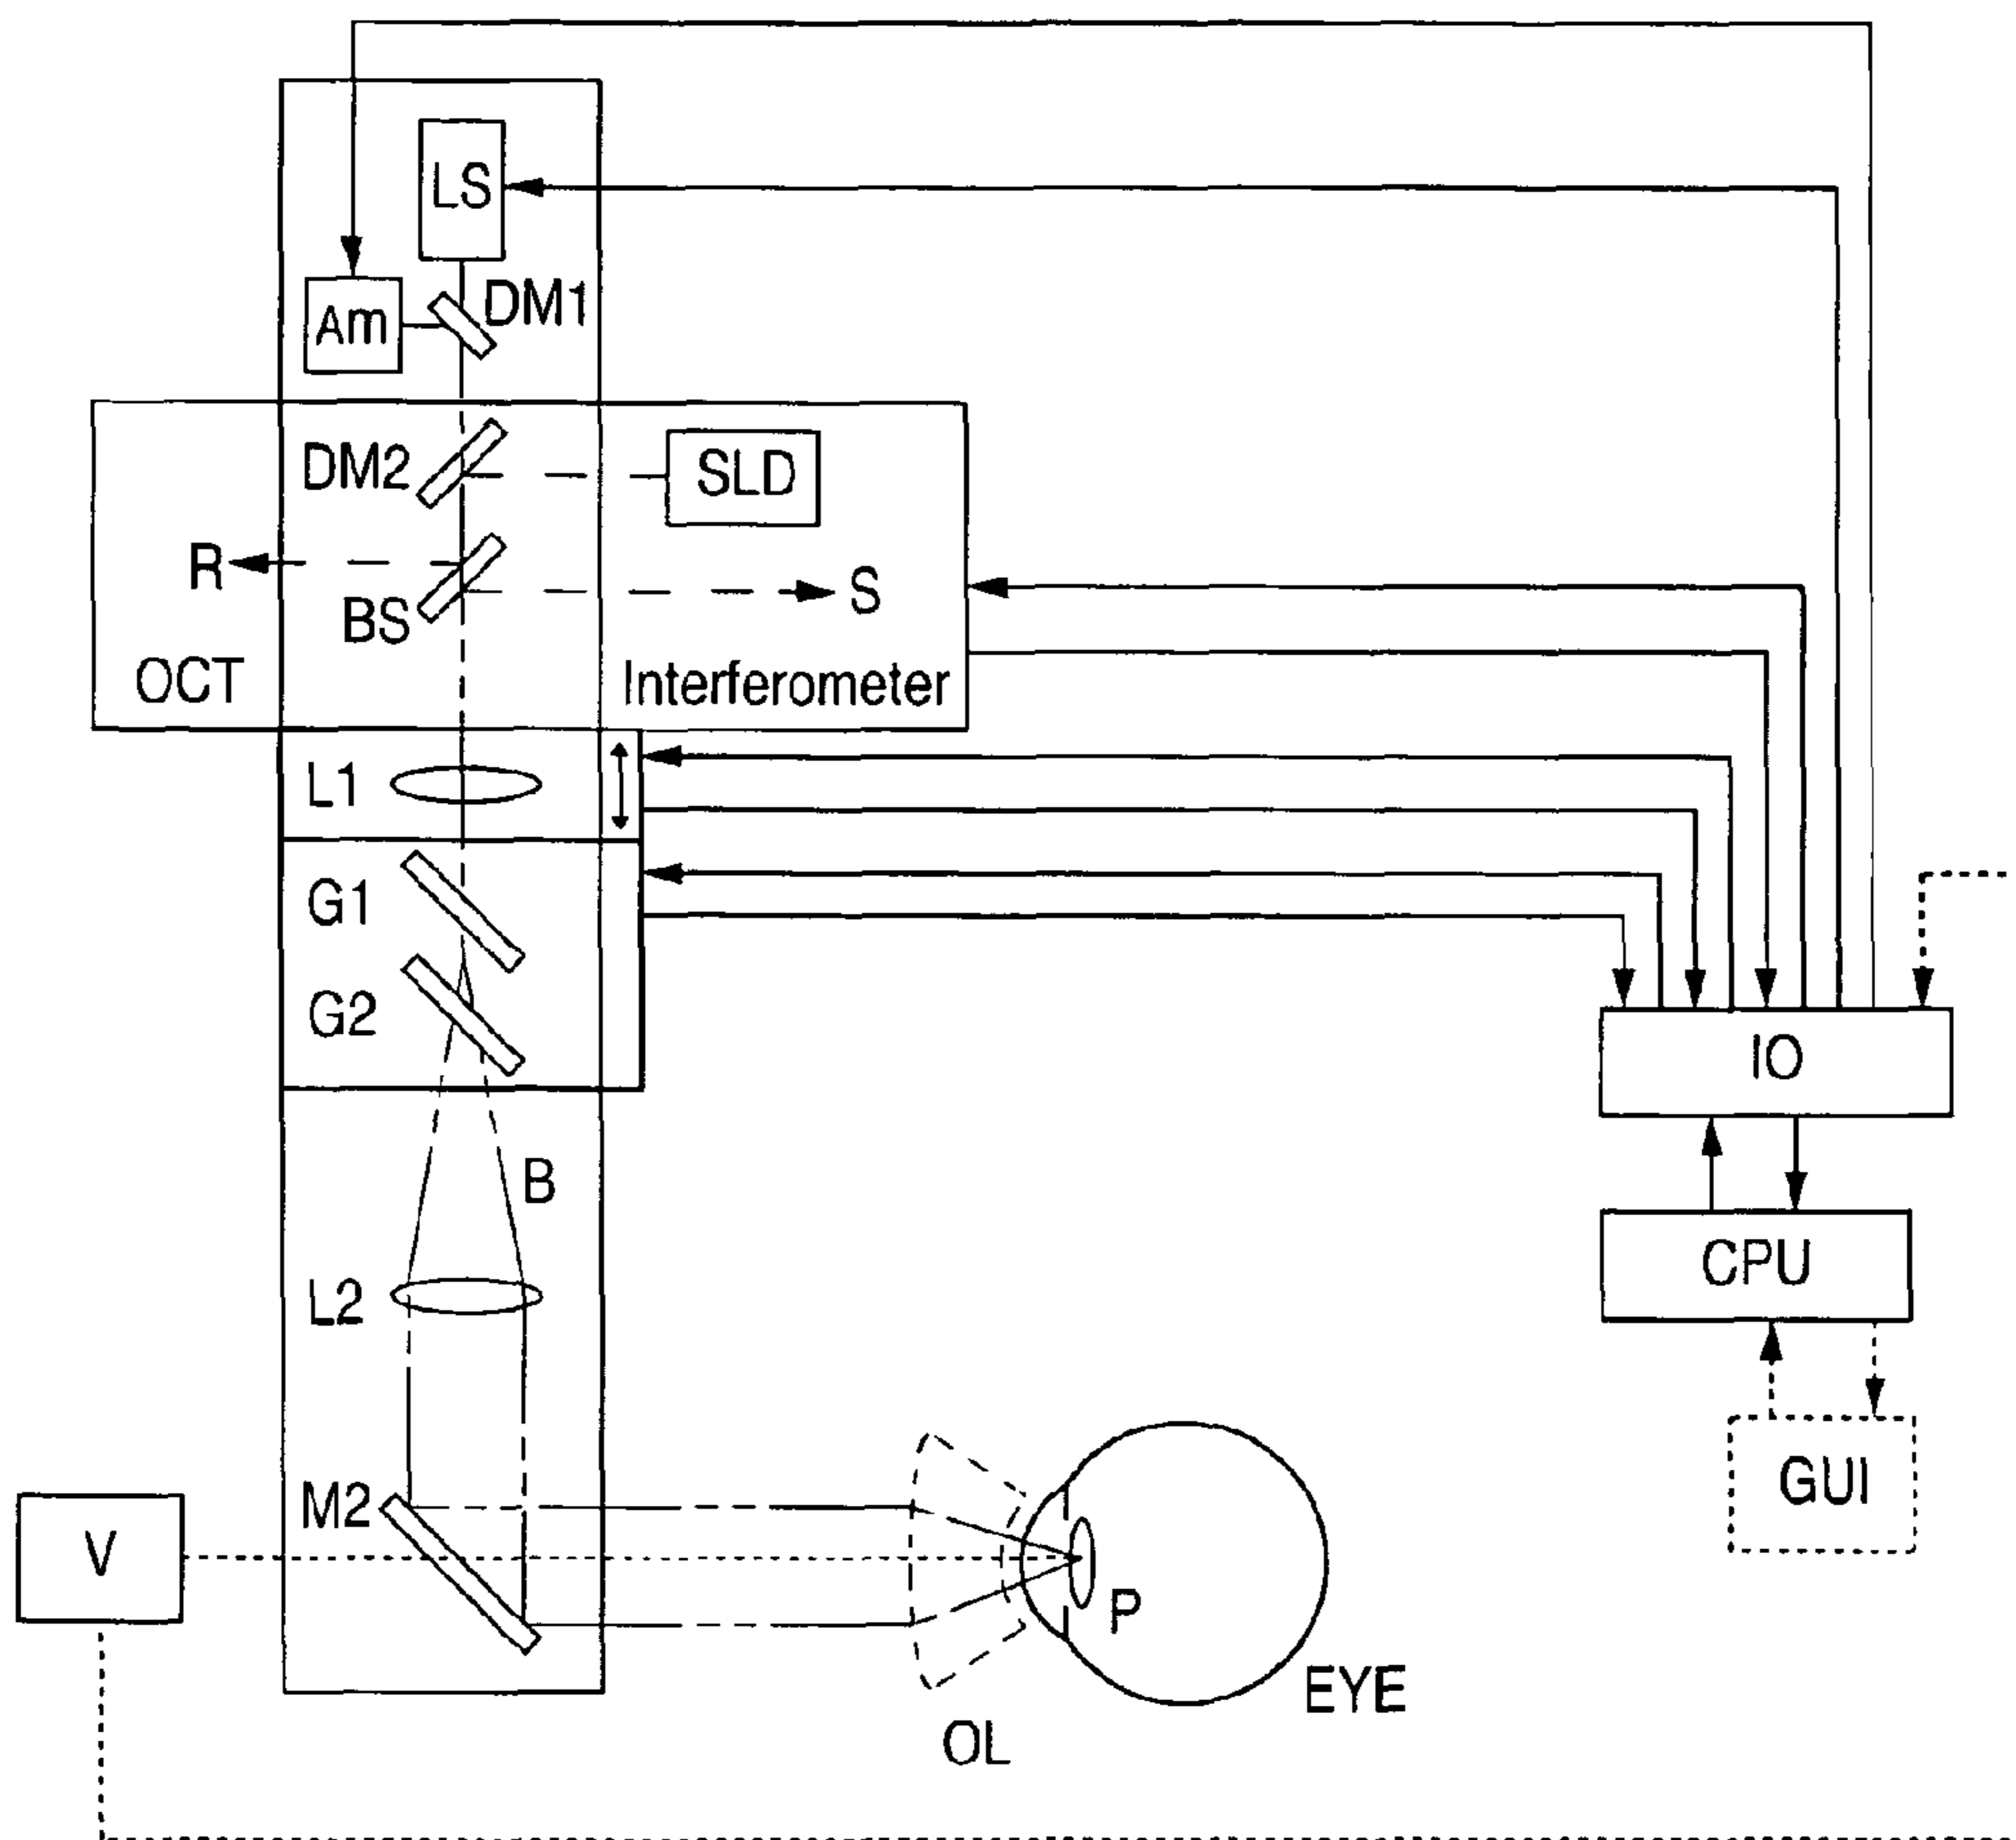 LS
DM1
Am
DM2
SLD
R
S
BS
OCT
Interferometer
L1
G1
G2
IO
B
CPU
L2
GUI
M2
V
P
EYE
OL